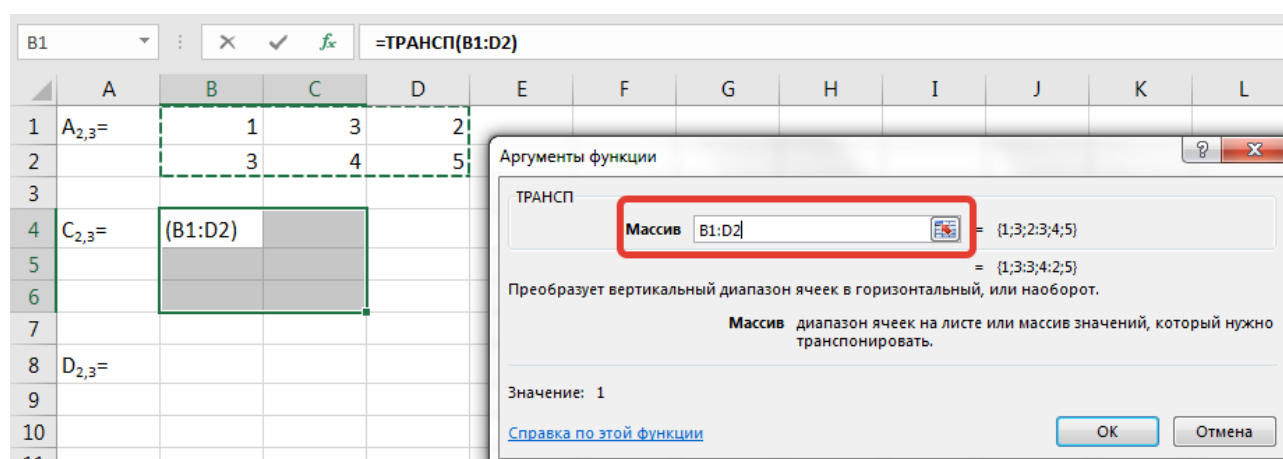 B1 fx =ТРАНСП(B1:D2)
A B C D E F G H I J K L
1 A2,3= 1 3 2
2 3 4 5
Аргументы функции
3
ТРАНСП
4 C2,3= (B1:D2)
Массив B1:D2 = {1;3;2:3;4;5}
5
= {1;3:3;4:2;5}
6
Преобразует вертикальный диапазон ячеек в горизонтальный, или наоборот.
7
Массив диапазон ячеек на листе или массив значений, который нужно
транспонировать.
8 D2,3=
9
Значение: 1
10
Справка по этой функции ОК Отмена